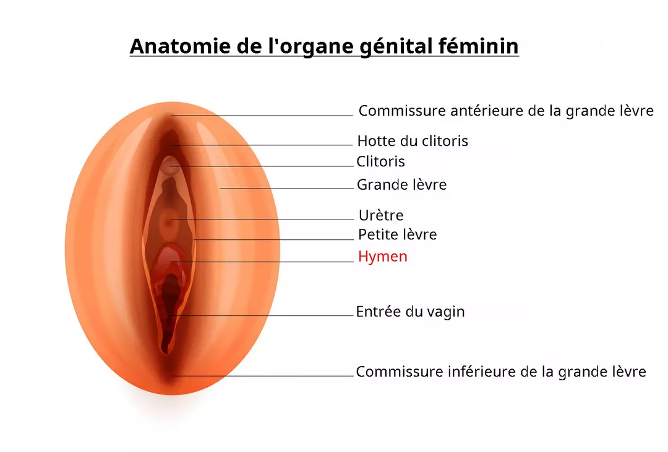 Anatomie de l'organe génital féminin
Commissure antérieure de la grande lèvre
Hotte du clitoris
Clitoris
Grande lèvre
Urètre
Petite lèvre
Hymen
Entrée du vagin
Commissure inférieure de la grande lèvre